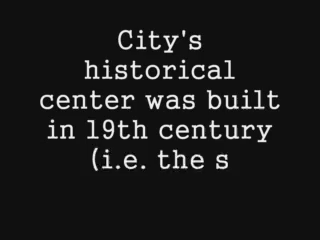 City's
historical
center was built
in 19th century
(i.e. the s